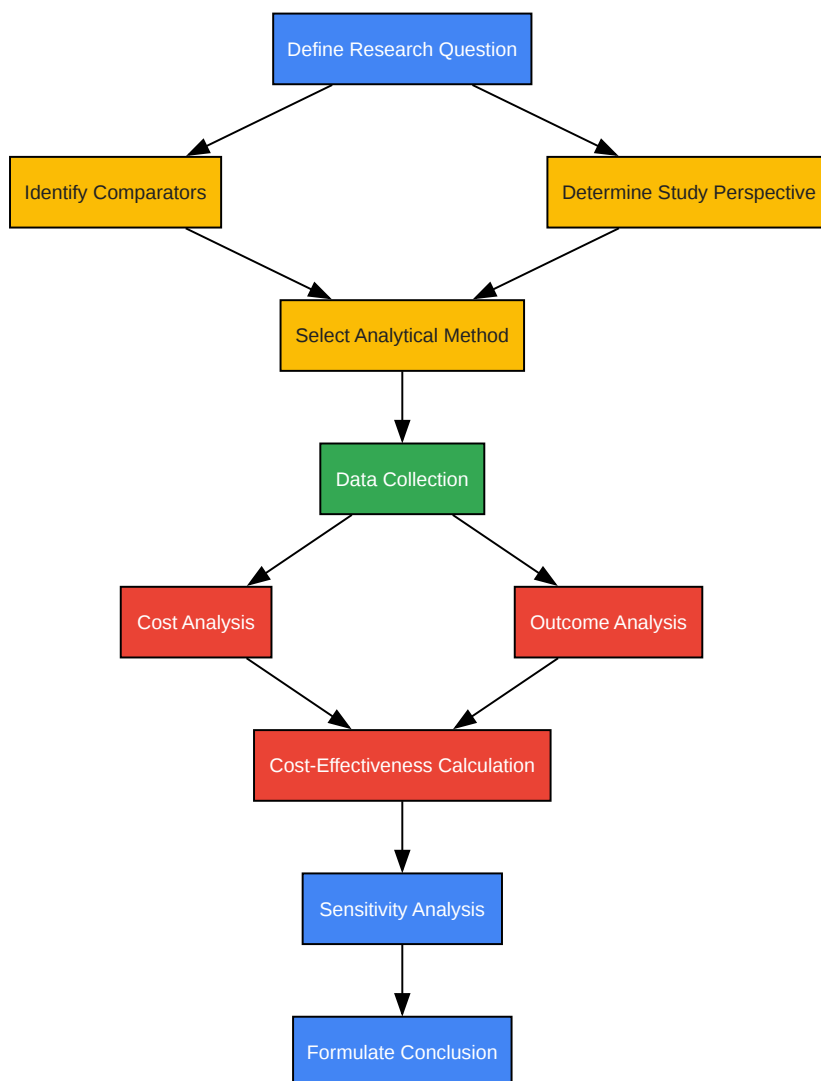 Define Research Question
Identify Comparators
Determine Study Perspective
Select Analytical Method
Data Collection
Cost Analysis
Outcome Analysis
Cost-Effectiveness Calculation
Sensitivity Analysis
Formulate Conclusion